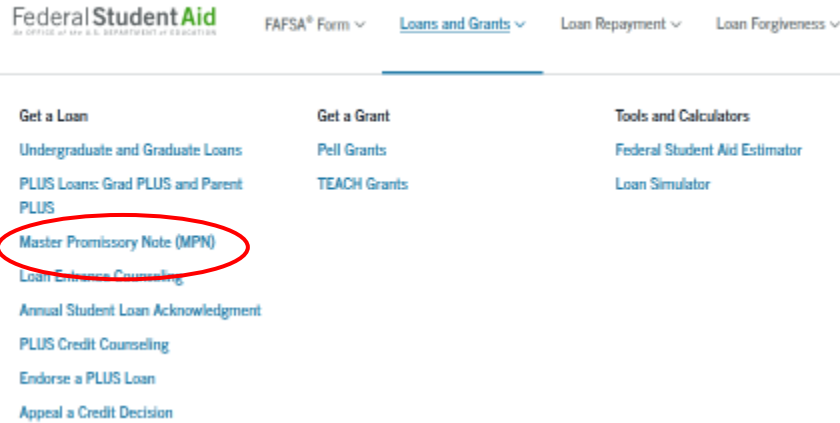 Federal Student Aid
An OFFICE of the U.S. DEPARTMENT of EDUCATION
FAFSA® Form
Loans and Grants
Loan Repayment
Loan Forgiveness
Get a Loan
Undergraduate and Graduate Loans
PLUS Loans: Grad PLUS and Parent
PLUS
Master Promissory Note (MPN)
Loan Entrance Counseling
Annual Student Loan Acknowledgment
PLUS Credit Counseling
Endorse a PLUS Loan
Appeal a Credit Decision
Get a Grant
Pell Grants
TEACH Grants
Tools and Calculators
Federal Student Aid Estimator
Loan Simulator